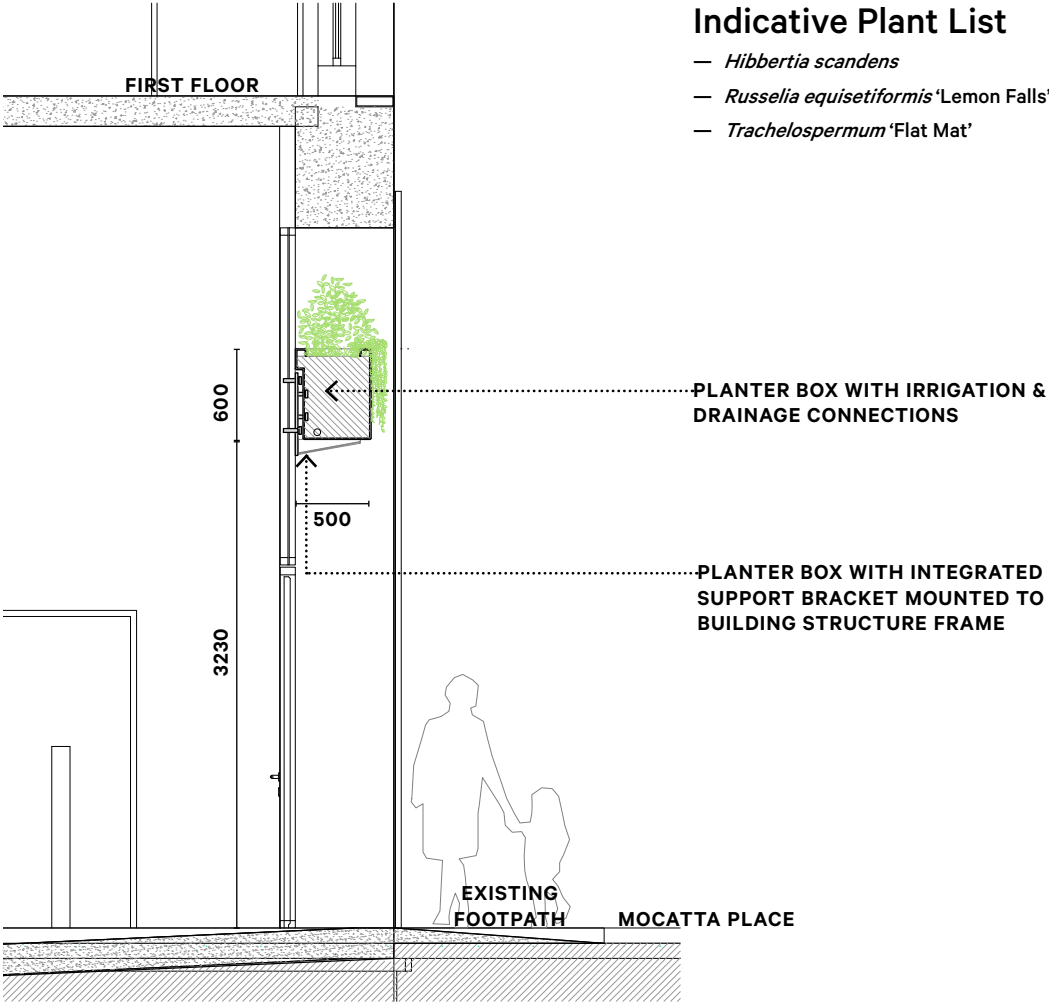 Indicative Plant List
— Hibbertia scandens
— Russelia equisetiformis ‘Lemon Falls’
— Trachelospermum ‘Flat Mat’
FIRST FLOOR
600
PLANTER BOX WITH IRRIGATION &
DRAINAGE CONNECTIONS
500
PLANTER BOX WITH INTEGRATED
SUPPORT BRACKET MOUNTED TO
BUILDING STRUCTURE FRAME
3230
EXISTING
FOOTPATH
MOCATTA PLACE